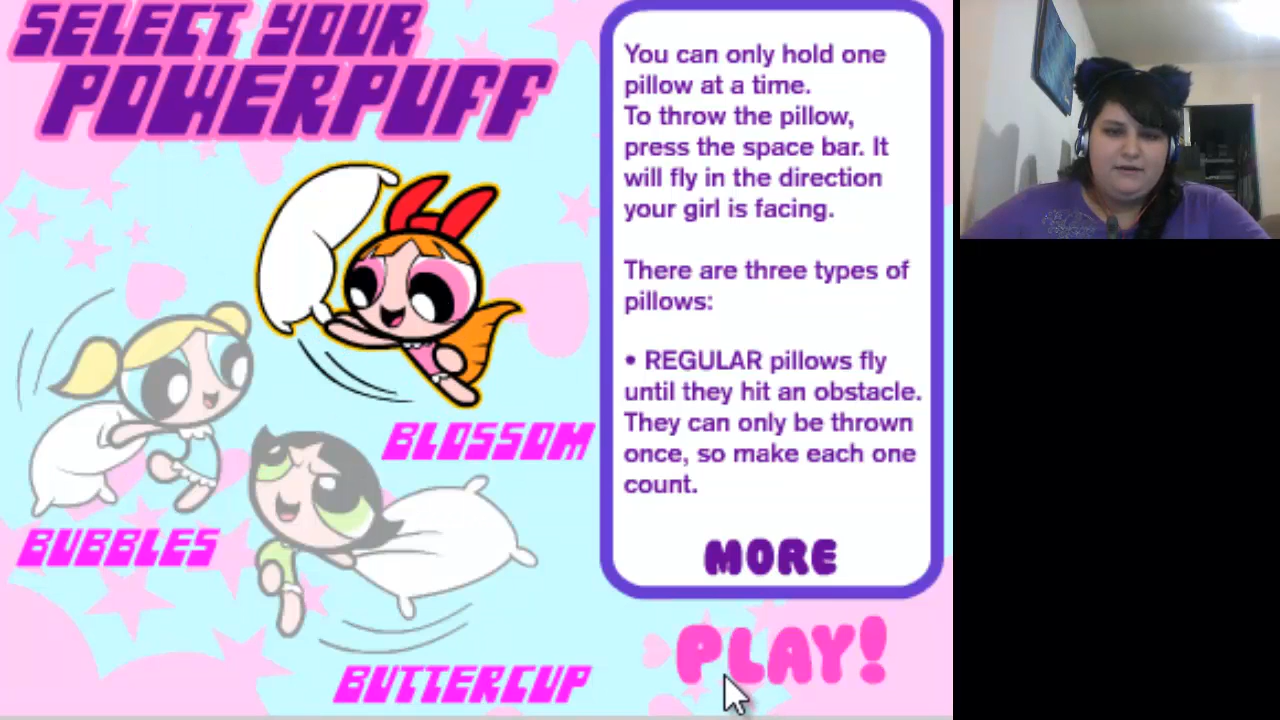 SELECT YOUR
POWERPUFF
You can only hold one
pillow at a time.
To throw the pillow,
press the space bar. It
will fly in the direction
your girl is facing.
There are three types of
pillows:
• REGULAR pillows fly
until they hit an obstacle.
They can only be thrown
once, so make each one
count.
MORE
PLAY!
BLOSSOM
BUBBLES
BUTTERCUP